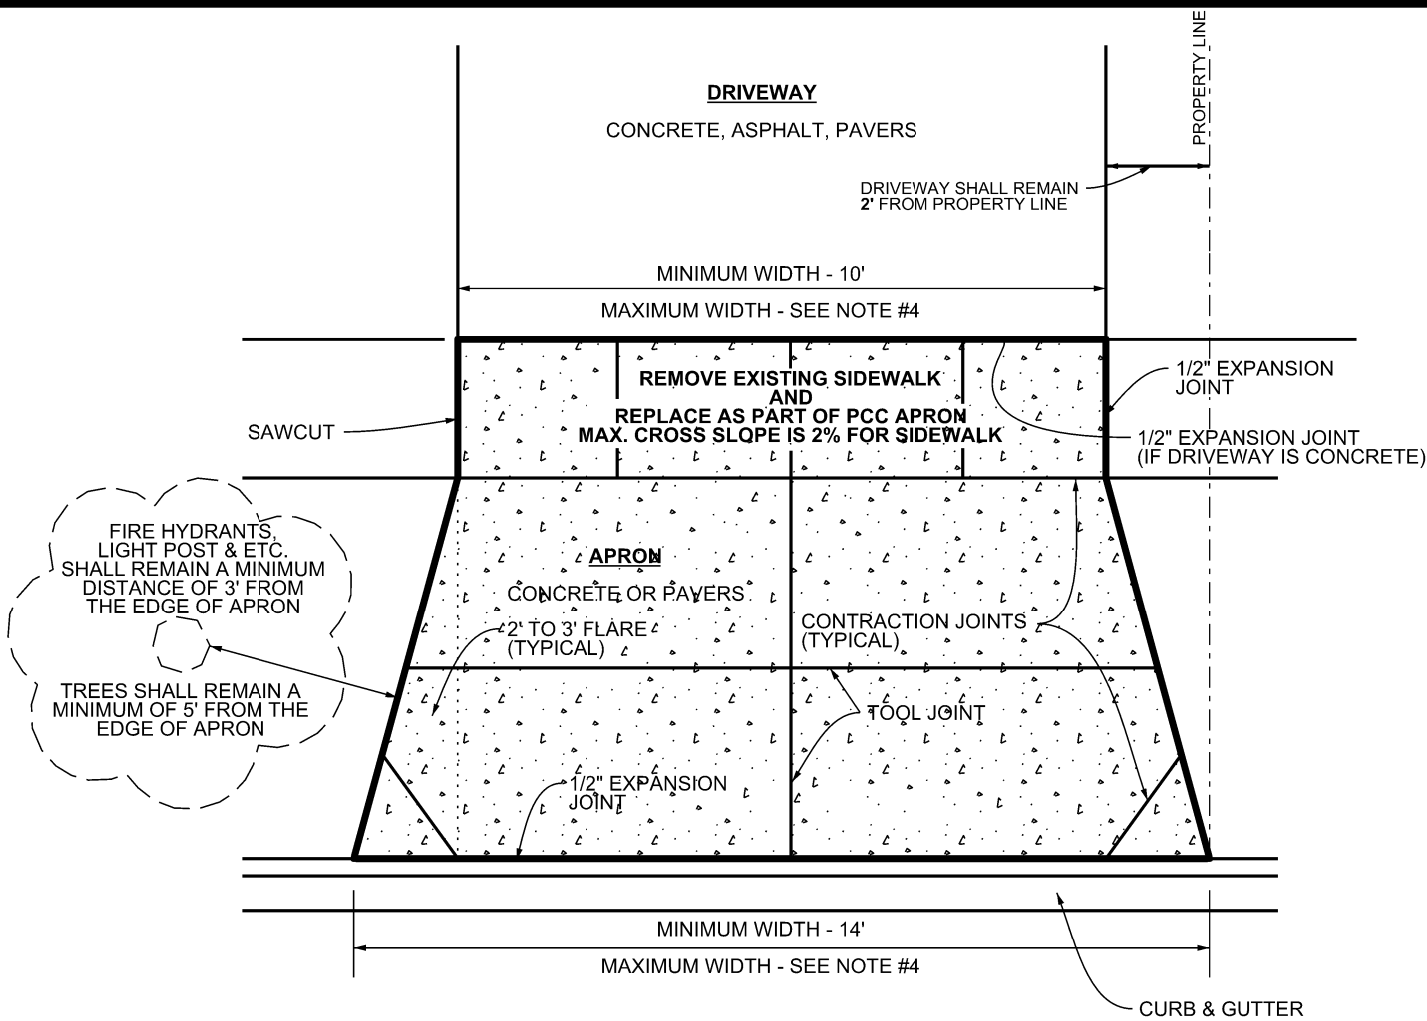 PROPERTY LINE
DRIVEWAY
CONCRETE, ASPHALT, PAVERS
DRIVEWAY SHALL REMAIN
2' FROM PROPERTY LINE
MINIMUM WIDTH - 10'
MAXIMUM WIDTH - SEE NOTE #4
REMOVE EXISTING SIDEWALK
AND
REPLACE AS PART OF PCC APRON
MAX. CROSS SLOPE IS 2% FOR SIDEWALK
1/2" EXPANSION
JOINT
SAWCUT
1/2" EXPANSION JOINT
(IF DRIVEWAY IS CONCRETE)
FIRE HYDRANTS,
LIGHT POST & ETC.
SHALL REMAIN A MINIMUM
DISTANCE OF 3' FROM
THE EDGE OF APRON
TREES SHALL REMAIN A
MINIMUM OF 5' FROM THE
EDGE OF APRON
APRON
CONCRETE OR PAVERS
2' TO 3' FLARE
(TYPICAL)
CONTRACTION JOINTS
(TYPICAL)
TOOL JOINT
1/2" EXPANSION
JOINT
MINIMUM WIDTH - 14'
MAXIMUM WIDTH - SEE NOTE #4
CURB & GUTTER